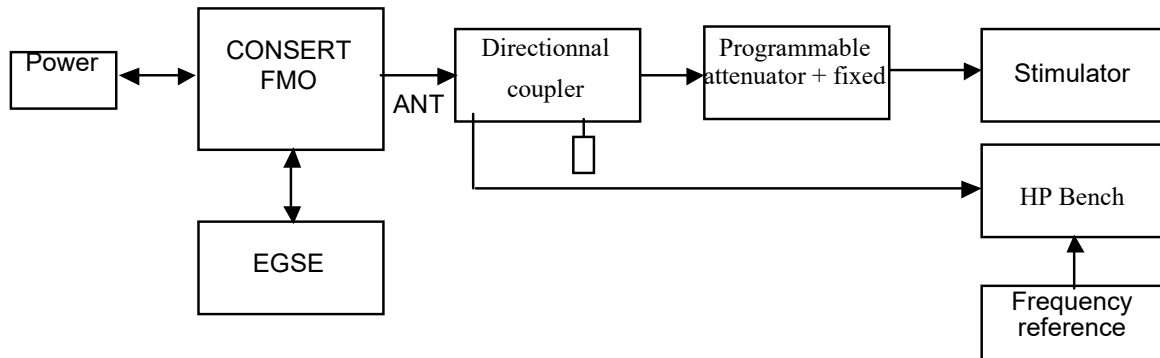 Power
CONSERT
FMO
ANT
Directionnal
coupler
Programmable
attenuator + fixed
Stimulator
HP Bench
EGSE
Frequency
reference